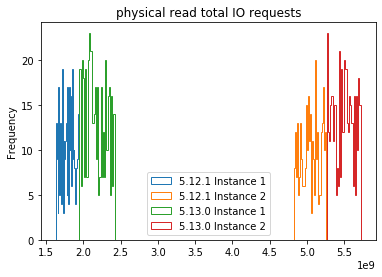 physical read total IO requests
Frequency
20
15
10
5
0
5.12.1 Instance 1
5.12.1 Instance 2
5.13.0 Instance 1
5.13.0 Instance 2
1.5 2.0 2.5 3.0 3.5 4.0 4.5 5.0 5.5
1e9